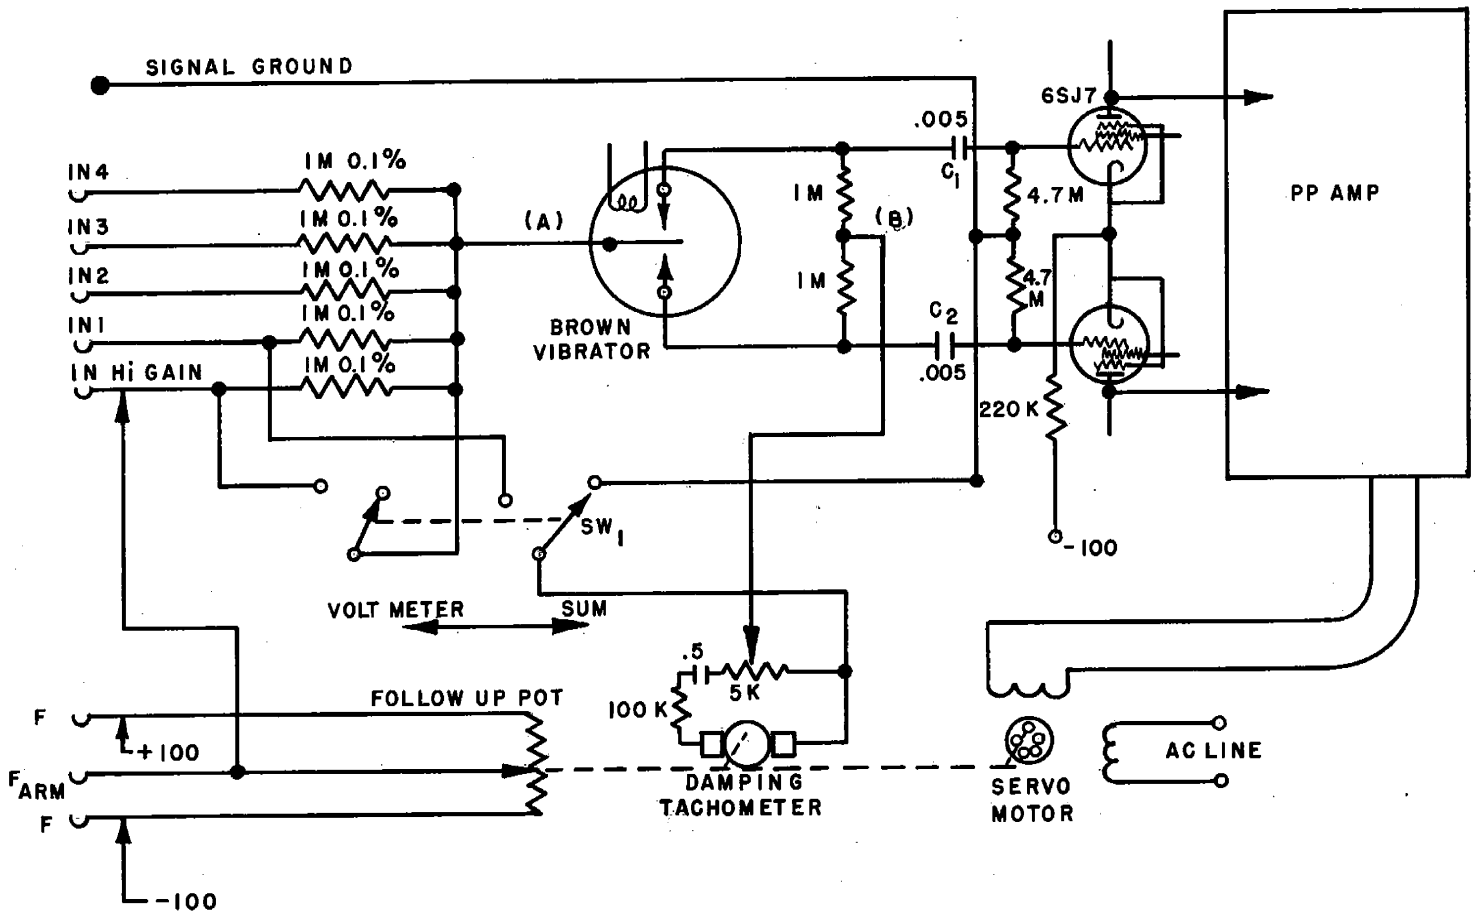 SIGNAL GROUND
6SJ7
.005
C1
IN4
1M 0.1%
IN3
1M 0.1%
IN2
1M 0.1%
IN1
1M 0.1%
IN Hi GAIN
1M 0.1%
(A)
BROWN
VIBRATOR
1M
(B)
1M
4.7M
4.7
M
C2
.005
220K
-100
PP AMP
SW1
VOLT METER
SUM
.5
5K
100K
DAMPING
TACHOMETER
FOLLOW UP POT
F
+100
FARM
F
-100
SERVO
MOTOR
AC LINE